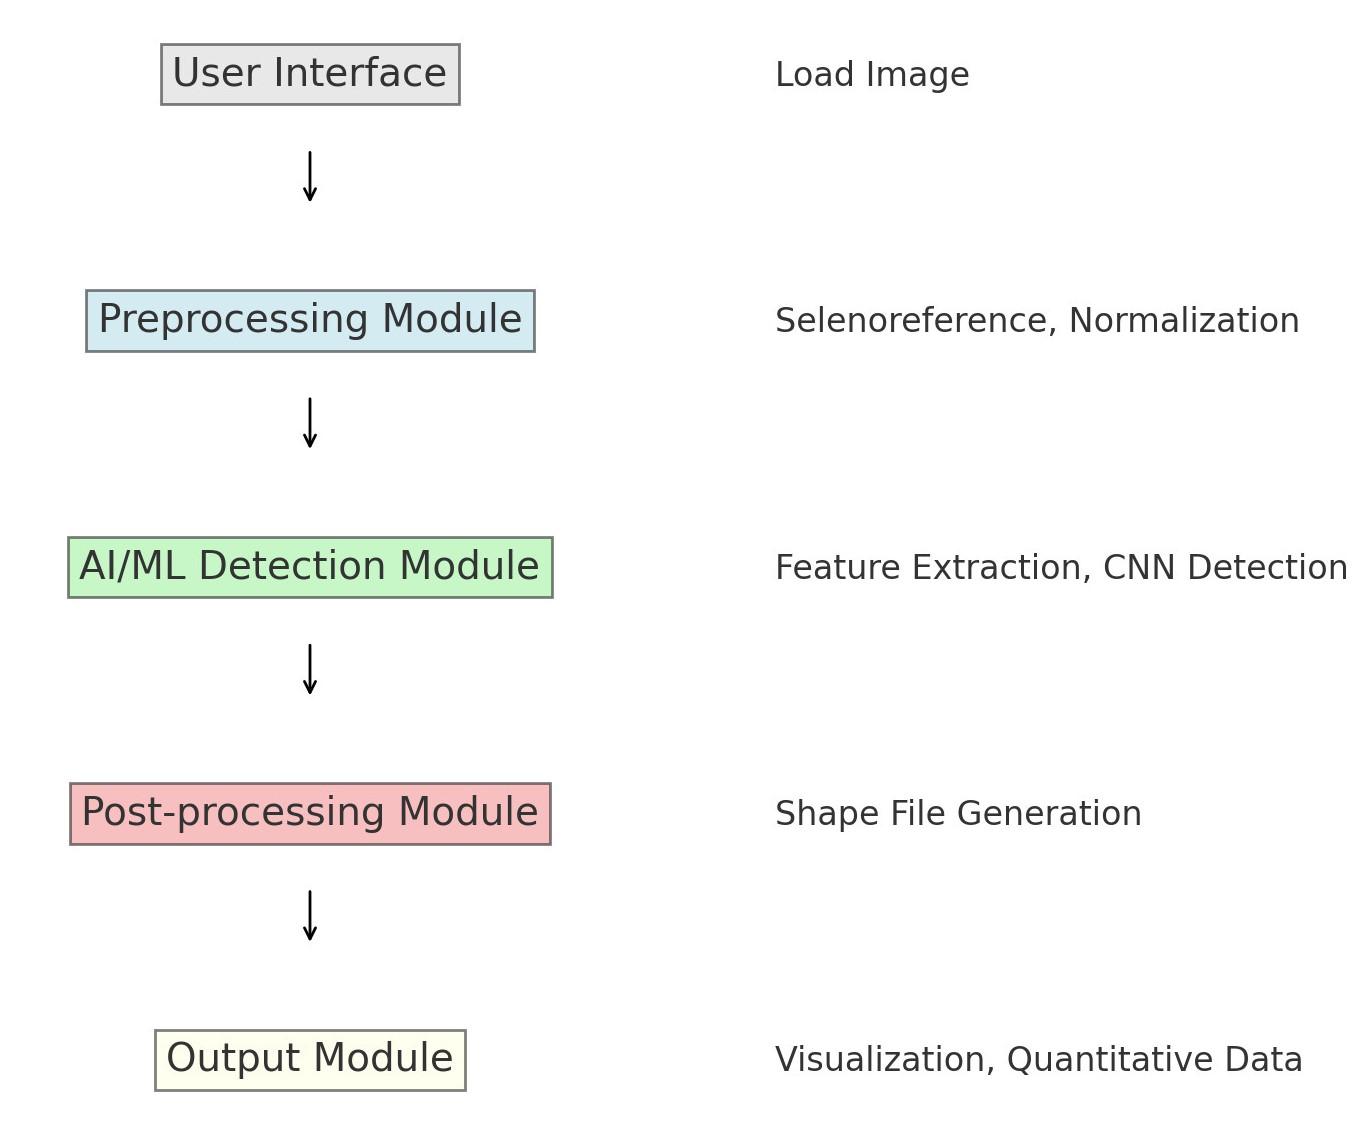 User Interface
Load Image
Preprocessing Module
Selenoreference, Normalization
AI/ML Detection Module
Feature Extraction, CNN Detection
Post-processing Module
Shape File Generation
Output Module
Visualization, Quantitative Data